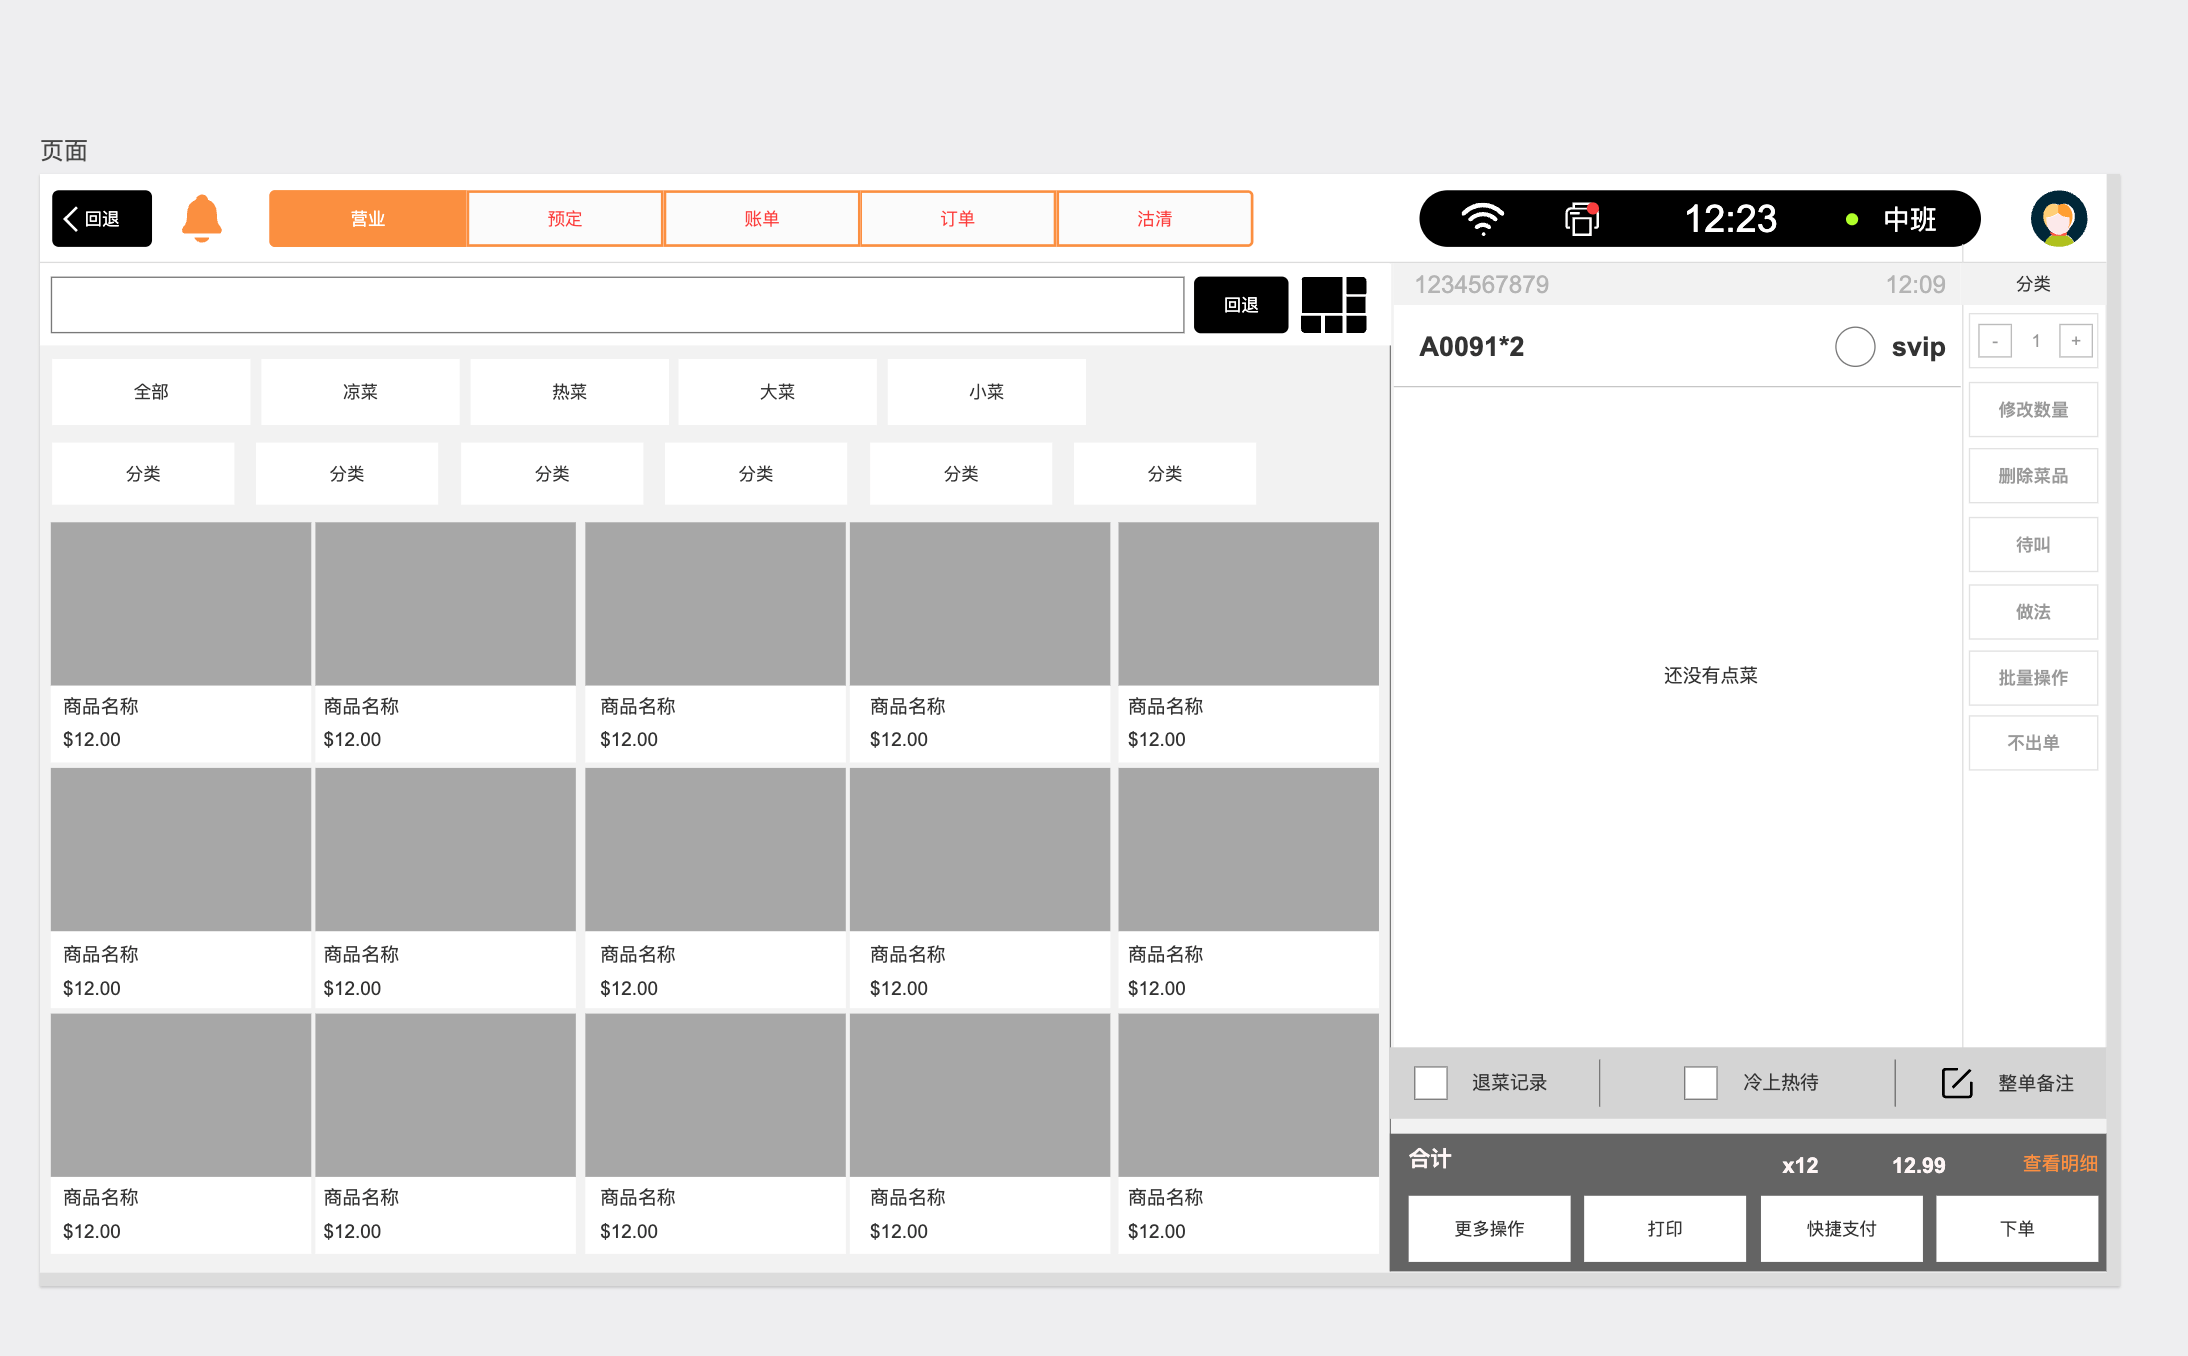 页面
回退
营业
预定
账单
订单
沽清
12:23
中班
回退
1234567879
12:09
分类
A0091*2
svip
- 1 +
全部
凉菜
热菜
大菜
小菜
修改数量
分类
分类
分类
分类
分类
分类
删除菜品
待叫
做法
批量操作
不出单
还没有点菜
商品名称
$12.00
商品名称
$12.00
商品名称
$12.00
商品名称
$12.00
商品名称
$12.00
商品名称
$12.00
商品名称
$12.00
商品名称
$12.00
商品名称
$12.00
商品名称
$12.00
商品名称
$12.00
商品名称
$12.00
商品名称
$12.00
商品名称
$12.00
商品名称
$12.00
退菜记录
冷上热待
整单备注
合计
x12
12.99
查看明细
更多操作
打印
快捷支付
下单